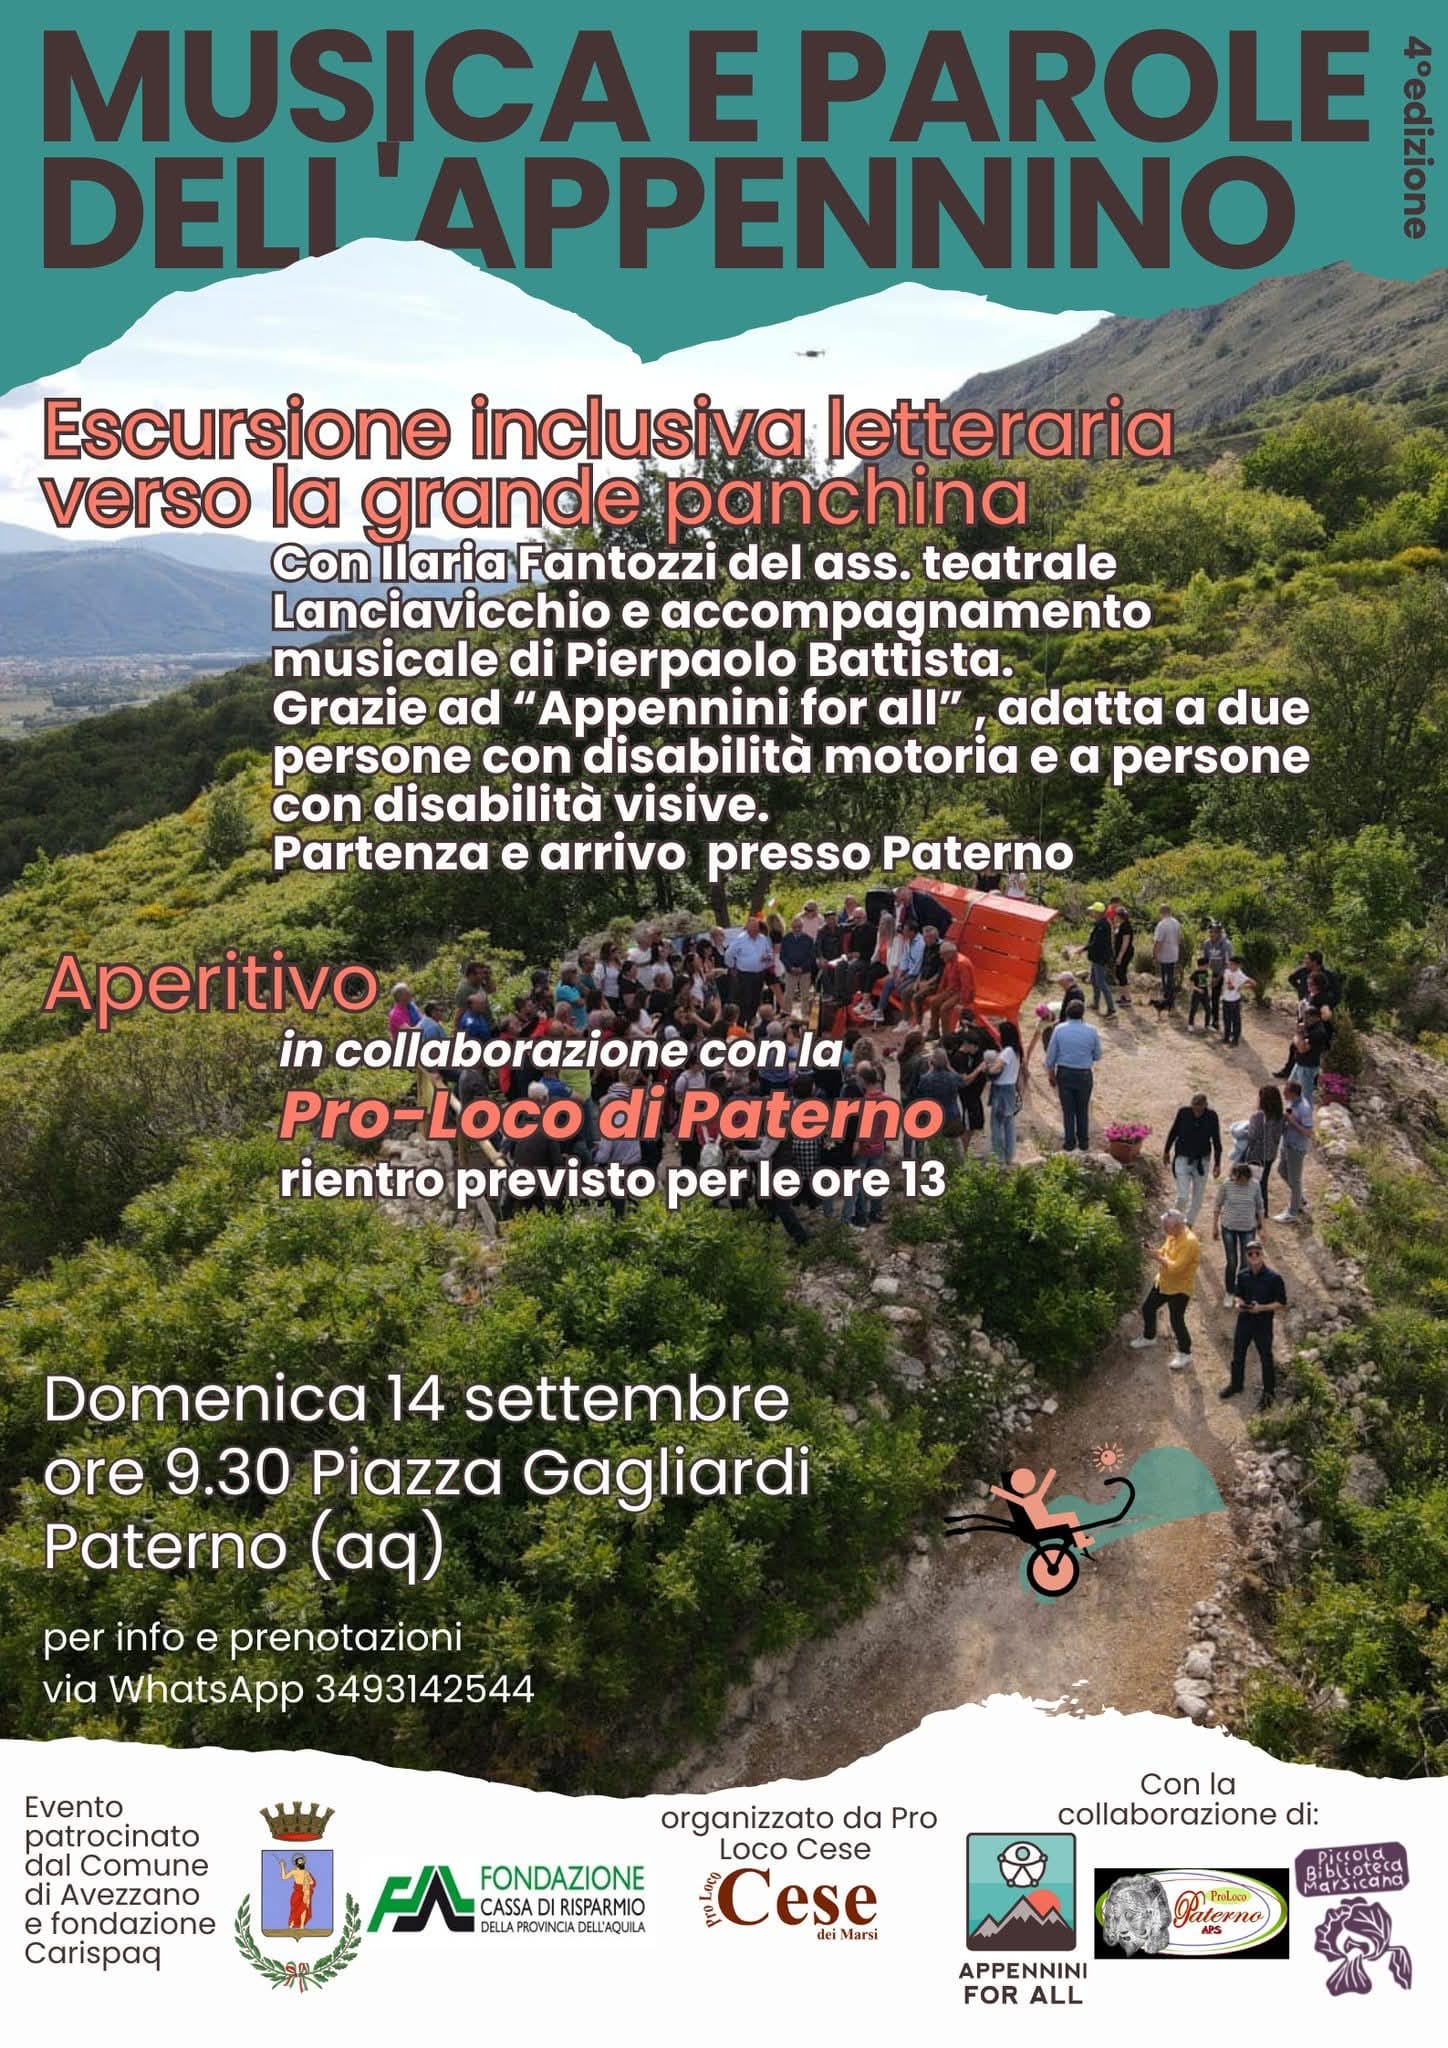 MUSICA E PAROLE
DELL'APPENNINO
4°edizione
Escursione inclusiva letteraria
verso la grande panchina
Con Ilaria Fantozzi del ass. teatrale
Lanciavicchio e accompagnamento
musicale di Pierpaolo Battista.
Grazie ad “Appennini for all” , adatta a due
persone con disabilità motoria e a persone
con disabilità visive.
Partenza e arrivo presso Paterno
Aperitivo
in collaborazione con la
Pro-Loco di Paterno
rientro previsto per le ore 13
Domenica 14 settembre
ore 9.30 Piazza Gagliardi
Paterno (aq)
per info e prenotazioni
via WhatsApp 3493142544
Evento
patrocinato
dal Comune
di Avezzano
e fondazione
Carispaq
FONDAZIONE
CASSA DI RISPARMIO
DELLA PROVINCIA DELL'AQUILA
organizzato da Pro
Loco Cese
Pro Loco
Cese
dei Marsi
Con la
collaborazione di:
APPENNINI
FOR ALL
ProLoco
Paterno
APS
Piccola
Biblioteca
Marsicana